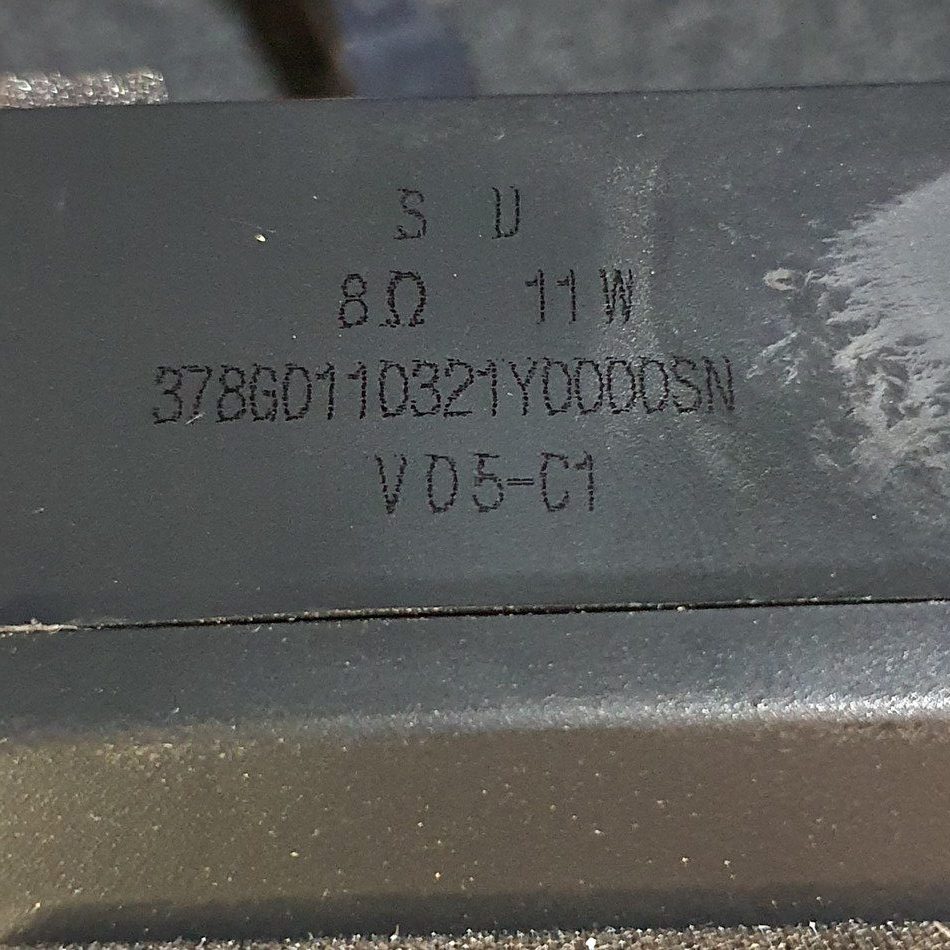 S U
8Ω 11W
378G0110321Y0000SN
V05-C1